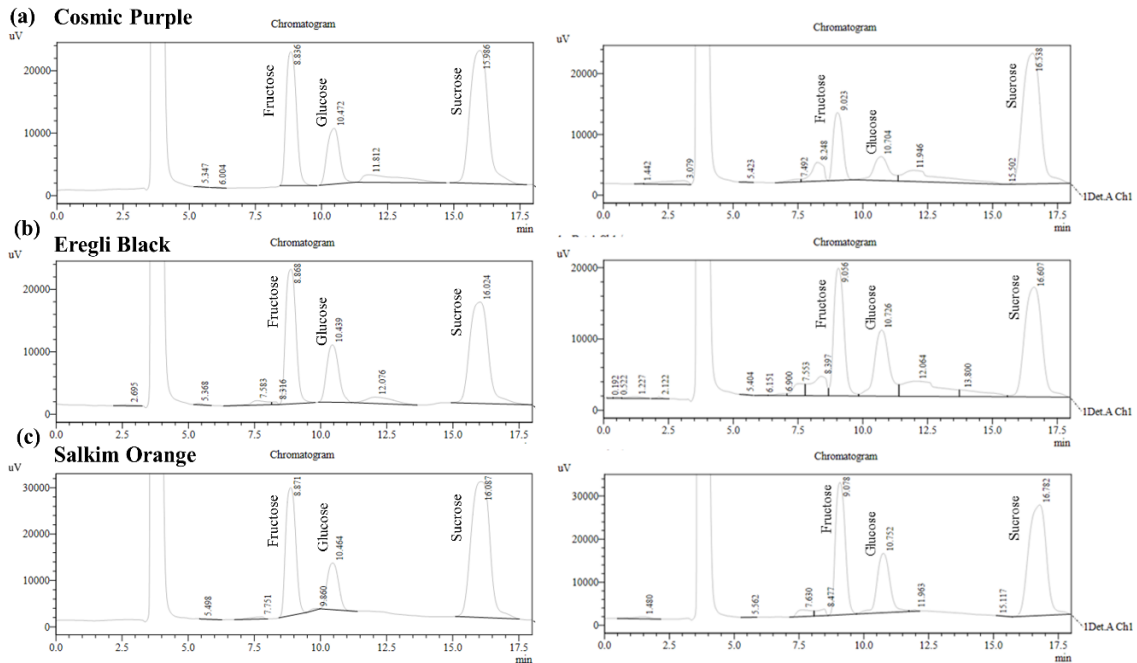 (a) Cosmic Purple
Chromatogram
uV
20000
10000
0
5.347
6.004
Fructose
8.836
Glucose
10.472
11.812
Sucrose
15.986
0.0 2.5 5.0 7.5 10.0 12.5 15.0 17.5
min
Chromatogram
uV
20000
10000
0
1.442
3.079
5.423
7.492
8.248
Fructose
9.023
Glucose
10.704
11.946
15.502
Sucrose
16.538
1Det.A Ch1
0.0 2.5 5.0 7.5 10.0 12.5 15.0 17.5
min
(b) Eregli Black
Chromatogram
uV
20000
10000
0
2.695
5.368
7.583
8.316
Fructose
8.868
Glucose
10.439
12.076
Sucrose
16.024
0.0 2.5 5.0 7.5 10.0 12.5 15.0 17.5
min
Chromatogram
uV
20000
10000
0
0.192
0.522
1.227
2.122
5.404
6.151
6.900
7.553
8.397
Fructose
9.056
Glucose
10.726
12.064
13.800
Sucrose
16.607
1Det.A Ch1
0.0 2.5 5.0 7.5 10.0 12.5 15.0 17.5
min
(c) Salkim Orange
Chromatogram
uV
30000
20000
10000
0
5.498
7.751
Fructose
8.871
9.860
Glucose
10.464
Sucrose
16.087
0.0 2.5 5.0 7.5 10.0 12.5 15.0 17.5
min
Chromatogram
uV
30000
20000
10000
0
1.480
5.562
7.630
8.477
Fructose
9.078
Glucose
10.752
11.963
15.117
Sucrose
16.782
1Det.A Ch1
0.0 2.5 5.0 7.5 10.0 12.5 15.0 17.5
min